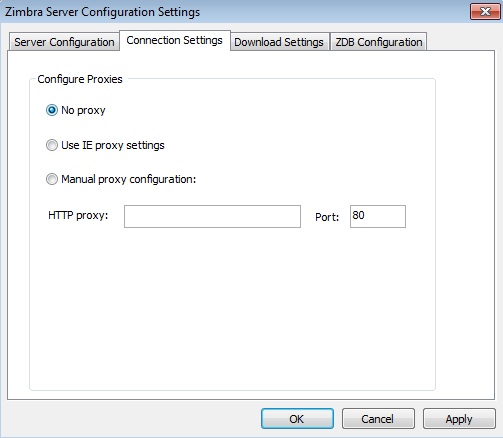 Zimbra Server Configuration Settings
Server Configuration Connection Settings Download Settings ZDB Configuration
Configure Proxies
No proxy
Use IE proxy settings
Manual proxy configuration:
HTTP proxy: Port: 80
OK Cancel Apply